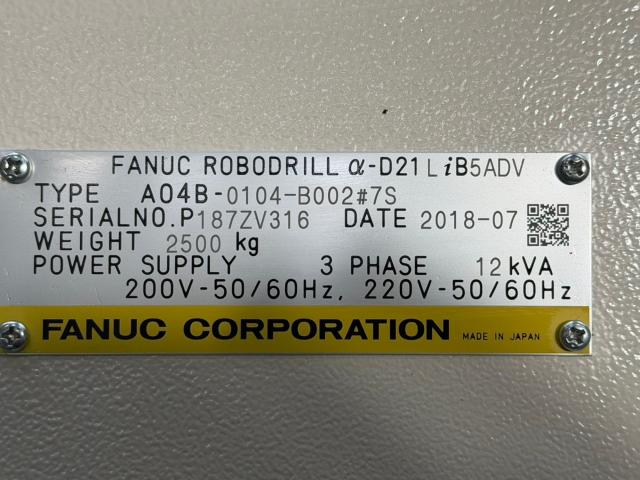 FANUC ROBODRILL α-D21LiB5ADV
TYPE A04B-0104-B002#7S
SERIALNO.P187ZV316 DATE 2018-07
WEIGHT 2500 kg
POWER SUPPLY 3 PHASE 12kVA
200V-50/60Hz, 220V-50/60Hz
FANUC CORPORATION MADE IN JAPAN